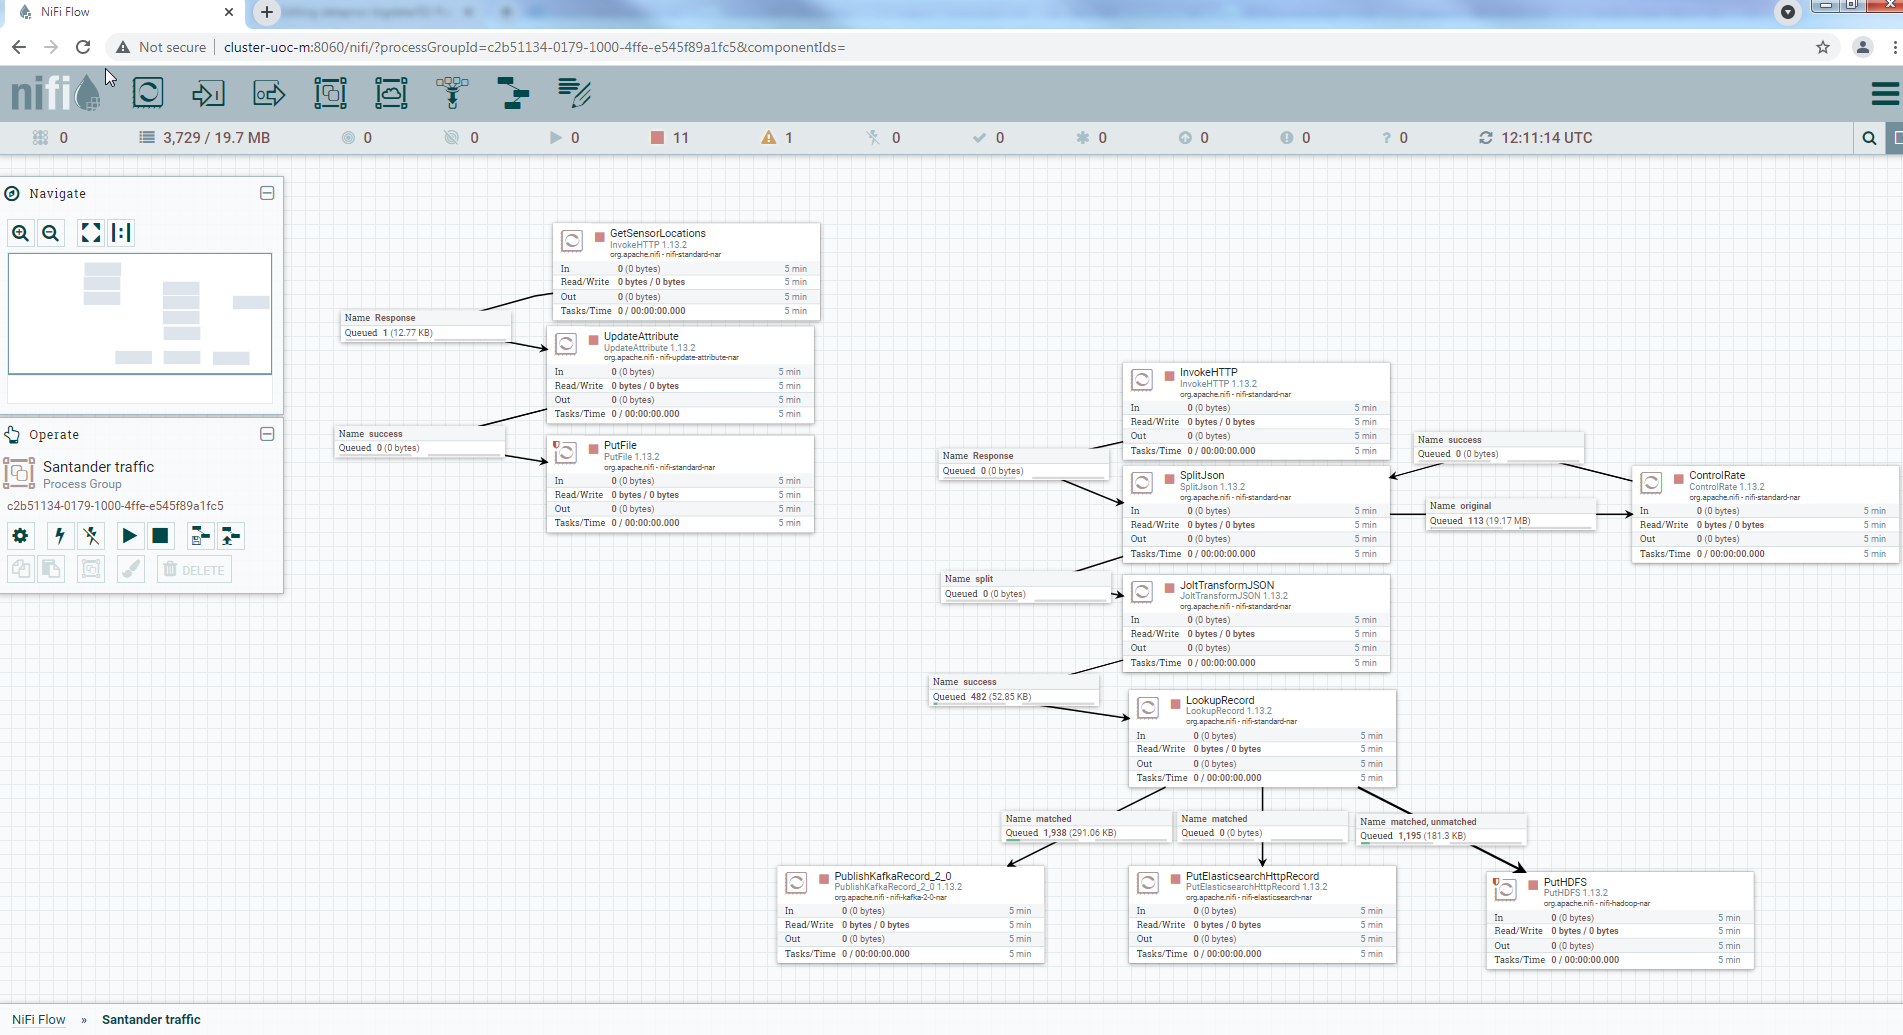 NiFi Flow
Not secure cluster-uoc-m:8060/nifi/?processGroupId=c2b51134-0179-1000-4ffe-e545f89a1fc5&componentIds=
nifi
0 3,729 / 19.7 MB 0 0 0 11 1 0 0 0 0 0 ? 0 12:11:14 UTC
Navigate
Operate
Santander traffic
Process Group
c2b51134-0179-1000-4ffe-e545f89a1fc5
DELETE
GetSensorLocations
InvokeHTTP 1.13.2
org.apache.nifi - nifi-standard-nar
In 0 (0 bytes) 5 min
Read/Write 0 bytes / 0 bytes 5 min
Out 0 (0 bytes) 5 min
Tasks/Time 0 / 00:00:00.000 5 min
Name Response
Queued 1 (12.77 KB)
UpdateAttribute
UpdateAttribute 1.13.2
org.apache.nifi - nifi-update-attribute-nar
In 0 (0 bytes) 5 min
Read/Write 0 bytes / 0 bytes 5 min
Out 0 (0 bytes) 5 min
Tasks/Time 0 / 00:00:00.000 5 min
Name success
Queued 0 (0 bytes)
PutFile
PutFile 1.13.2
org.apache.nifi - nifi-standard-nar
In 0 (0 bytes) 5 min
Read/Write 0 bytes / 0 bytes 5 min
Out 0 (0 bytes) 5 min
Tasks/Time 0 / 00:00:00.000 5 min
InvokeHTTP
InvokeHTTP 1.13.2
org.apache.nifi - nifi-standard-nar
In 0 (0 bytes) 5 min
Read/Write 0 bytes / 0 bytes 5 min
Out 0 (0 bytes) 5 min
Tasks/Time 0 / 00:00:00.000 5 min
Name Response
Queued 0 (0 bytes)
SplitJson
SplitJson 1.13.2
org.apache.nifi - nifi-standard-nar
In 0 (0 bytes) 5 min
Read/Write 0 bytes / 0 bytes 5 min
Out 0 (0 bytes) 5 min
Tasks/Time 0 / 00:00:00.000 5 min
Name success
Queued 0 (0 bytes)
Name original
Queued 113 (19.17 MB)
ControlRate
ControlRate 1.13.2
org.apache.nifi - nifi-standard-nar
In 0 (0 bytes) 5 min
Read/Write 0 bytes / 0 bytes 5 min
Out 0 (0 bytes) 5 min
Tasks/Time 0 / 00:00:00.000 5 min
Name split
Queued 0 (0 bytes)
JoltTransformJSON
JoltTransformJSON 1.13.2
org.apache.nifi - nifi-standard-nar
In 0 (0 bytes) 5 min
Read/Write 0 bytes / 0 bytes 5 min
Out 0 (0 bytes) 5 min
Tasks/Time 0 / 00:00:00.000 5 min
Name success
Queued 482 (52.85 KB)
LookupRecord
LookupRecord 1.13.2
org.apache.nifi - nifi-standard-nar
In 0 (0 bytes) 5 min
Read/Write 0 bytes / 0 bytes 5 min
Out 0 (0 bytes) 5 min
Tasks/Time 0 / 00:00:00.000 5 min
Name matched
Queued 1,938 (291.06 KB)
Name matched
Queued 0 (0 bytes)
Name matched, unmatched
Queued 1,195 (181.3 KB)
PublishKafkaRecord_2_0
PublishKafkaRecord_2_0 1.13.2
org.apache.nifi - nifi-kafka-2-0-nar
In 0 (0 bytes) 5 min
Read/Write 0 bytes / 0 bytes 5 min
Out 0 (0 bytes) 5 min
Tasks/Time 0 / 00:00:00.000 5 min
PutElasticsearchHttpRecord
PutElasticsearchHttpRecord 1.13.2
org.apache.nifi - nifi-elasticsearch-nar
In 0 (0 bytes) 5 min
Read/Write 0 bytes / 0 bytes 5 min
Out 0 (0 bytes) 5 min
Tasks/Time 0 / 00:00:00.000 5 min
PutHDFS
PutHDFS 1.13.2
org.apache.nifi - nifi-hadoop-nar
In 0 (0 bytes) 5 min
Read/Write 0 bytes / 0 bytes 5 min
Out 0 (0 bytes) 5 min
Tasks/Time 0 / 00:00:00.000 5 min
NiFi Flow » Santander traffic